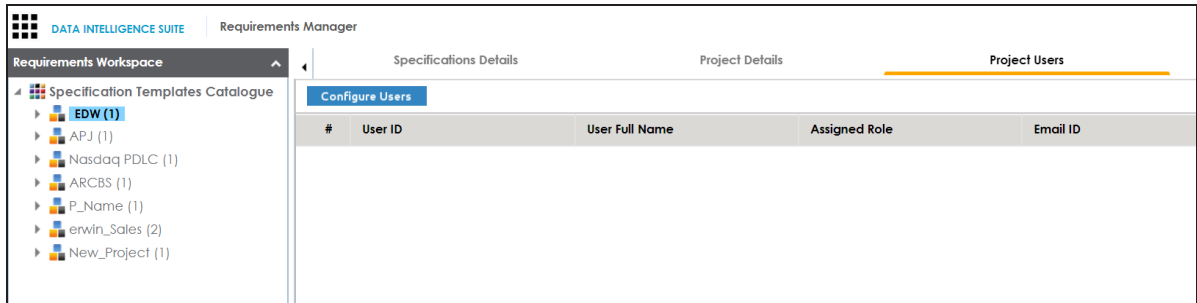 DATA INTELLIGENCE SUITE Requirements Manager
Requirements Workspace
Specification Templates Catalogue
EDW (1)
APJ (1)
Nasdaq PDLC (1)
ARCBS (1)
P_Name (1)
erwin_Sales (2)
New_Project (1)
Specifications Details Project Details Project Users
Configure Users
# User ID User Full Name Assigned Role Email ID